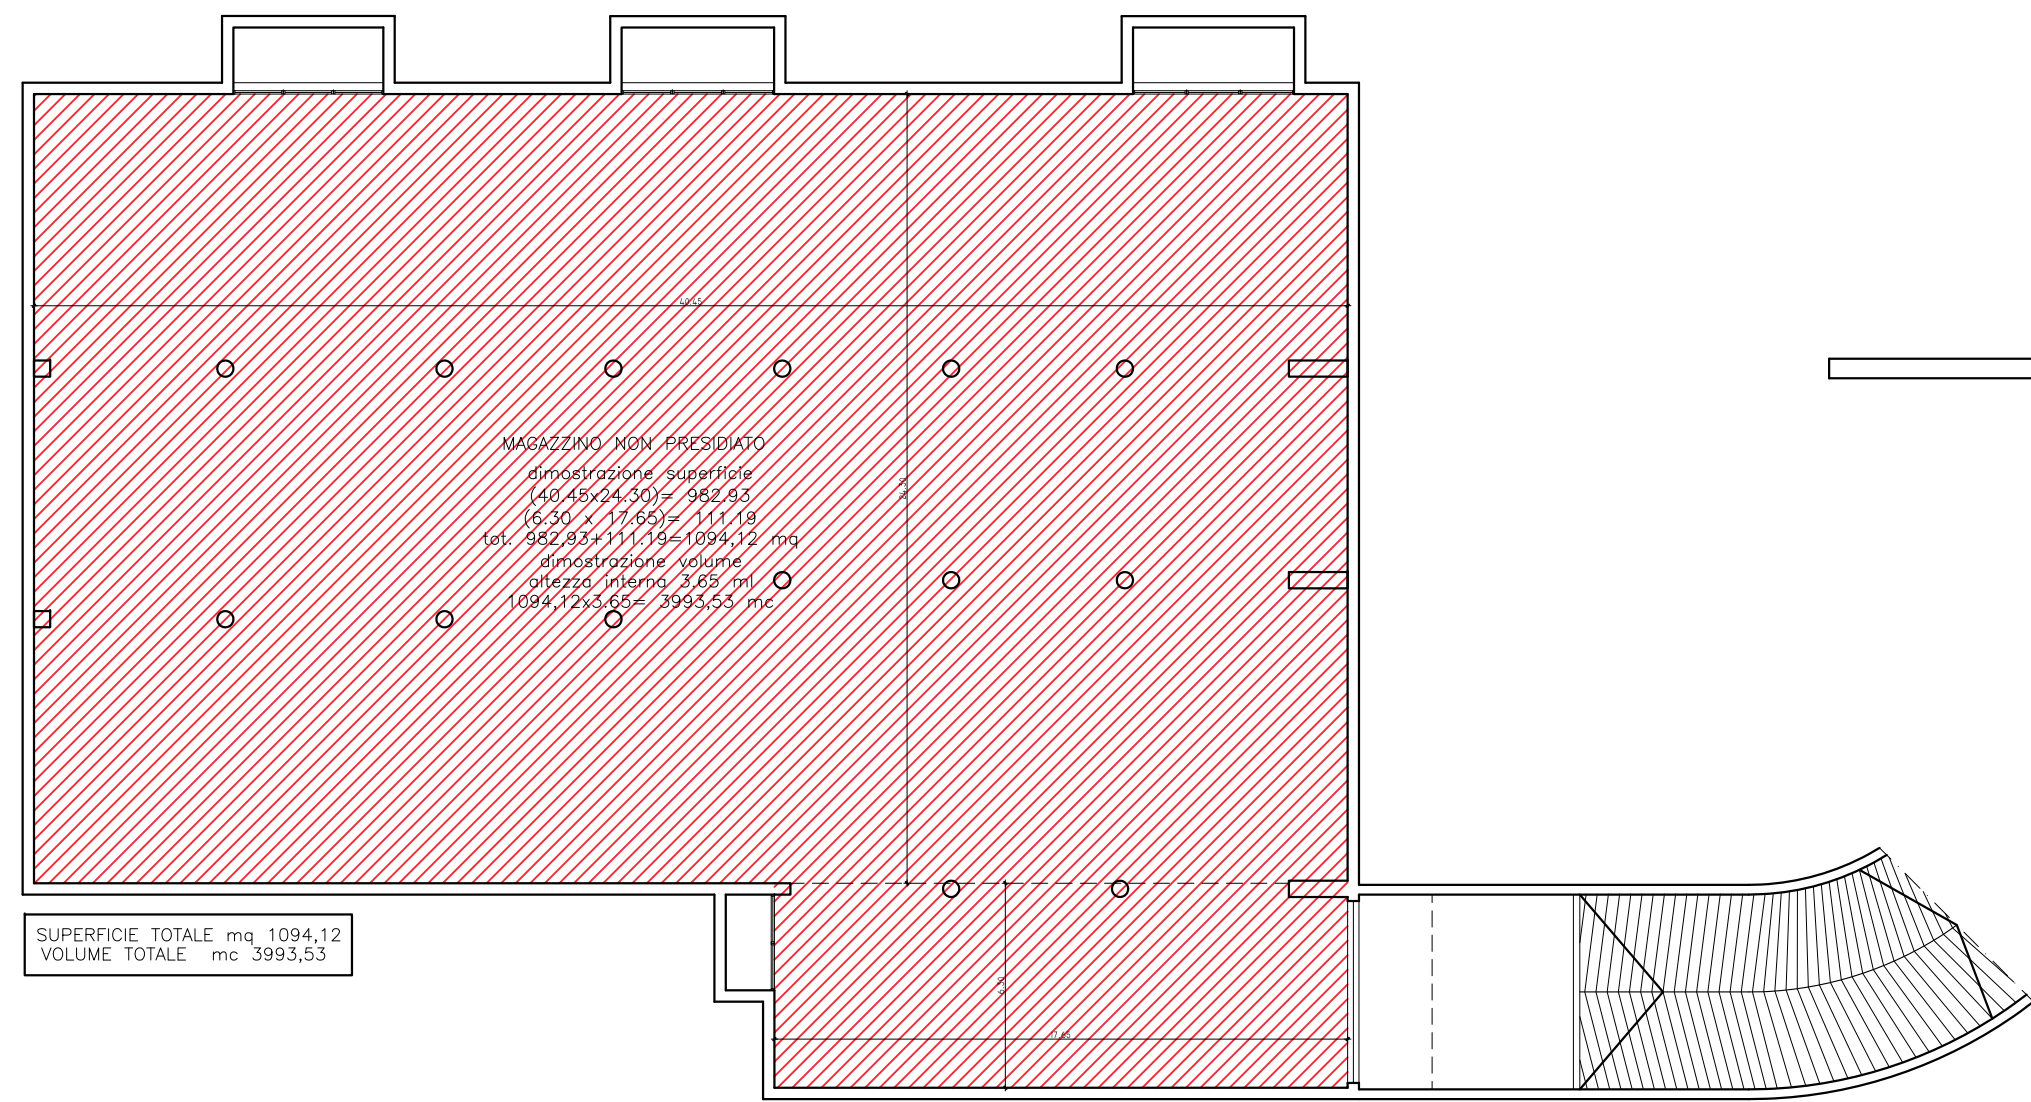 40.45
MAGAZZINO NON PRESIDIATO
dimostrazione superficie
(40.45x24.30)= 982.93
(6.30 x 17.65)= 111.19
tot. 982,93+111.19=1094,12 mq
dimostrazione volume
altezza interna 3.65 ml
1094,12x3.65= 3993,53 mc
24.30
SUPERFICIE TOTALE mq 1094,12
VOLUME TOTALE mc 3993,53
6.30
17.65